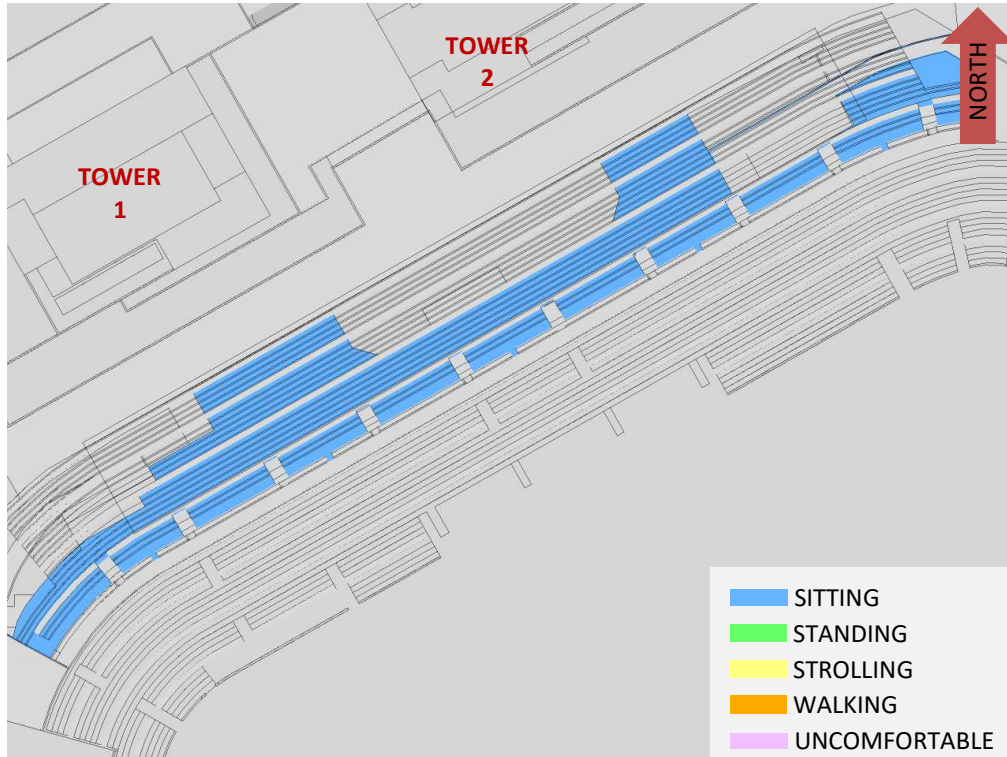 TOWER
2
NORTH
TOWER
1
SITTING
STANDING
STROLLING
WALKING
UNCOMFORTABLE